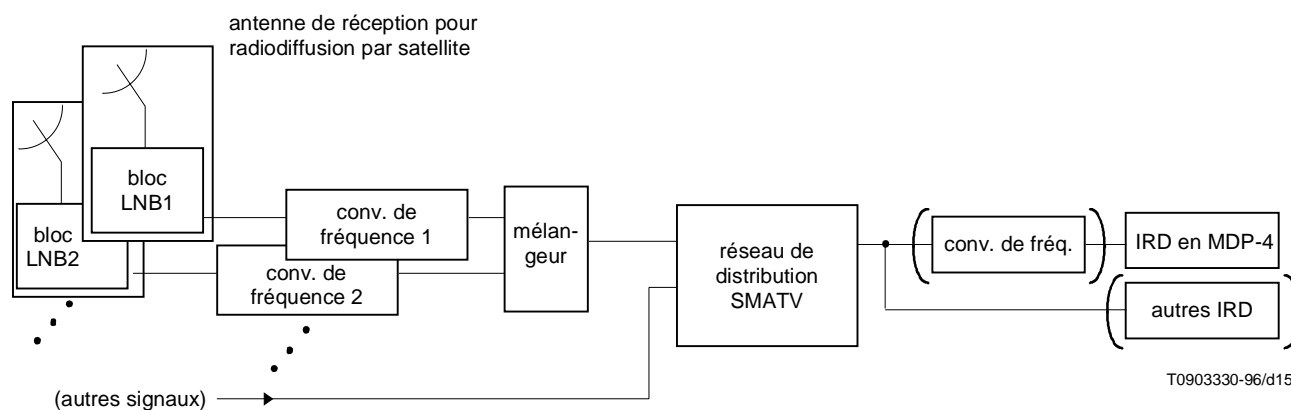 antenne de réception pour
radiodiffusion par satellite
bloc
LNB1
bloc
LNB2
conv. de
fréquence 1
conv. de
fréquence 2
mélan-
geur
réseau de
distribution
SMATV
conv. de fréq.
IRD en MDP-4
autres IRD
(autres signaux)
T0903330-96/d15